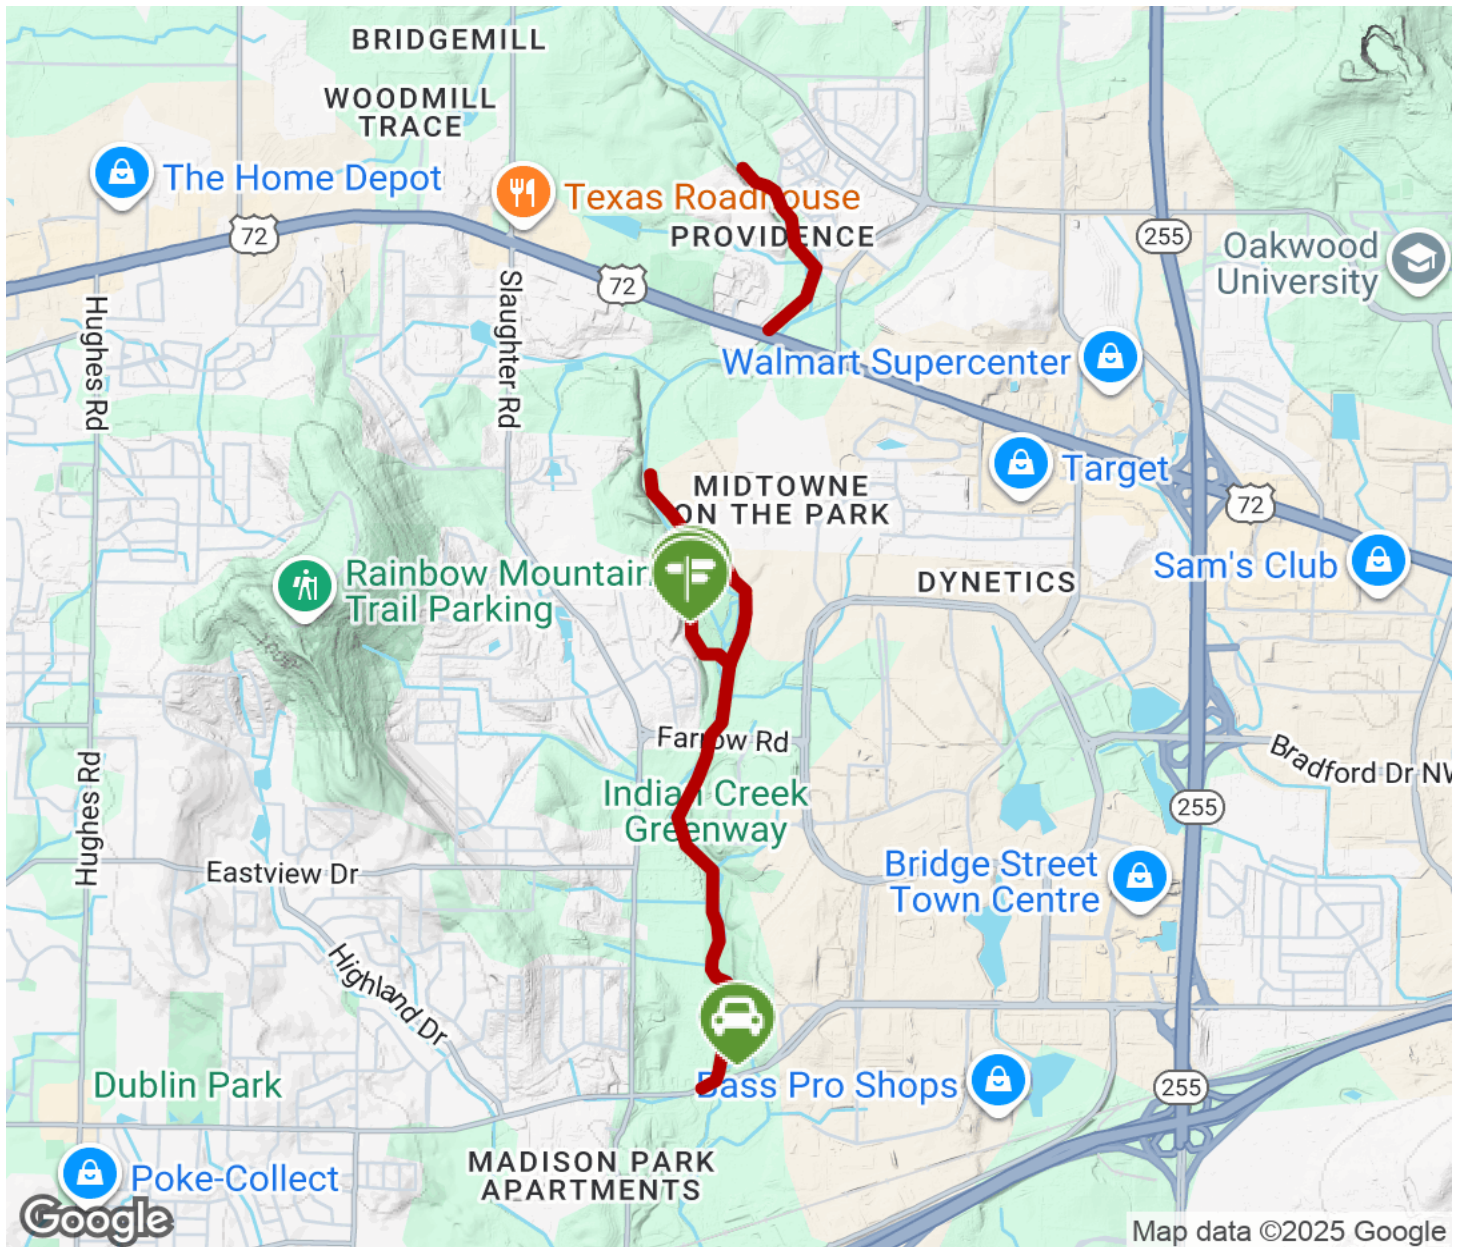 BRIDGEMILL
WOODMILL
TRACE
The Home Depot
Texas Roadhouse
PROVIDENCE
72
72
255
Oakwood
University
Hughes Rd
Slaughter Rd
Walmart Supercenter
Target
MIDTOWNE
ON THE PARK
72
Sam's Club
Rainbow Mountain
Trail Parking
DYNETICS
Farrow Rd
Bradford Dr NW
Hughes Rd
Indian Creek
Greenway
255
Eastview Dr
Bridge Street
Town Centre
Highland Dr
Dublin Park
Bass Pro Shops
255
MADISON PARK
APARTMENTS
Poke-Collect
Google
Map data ©2025 Google